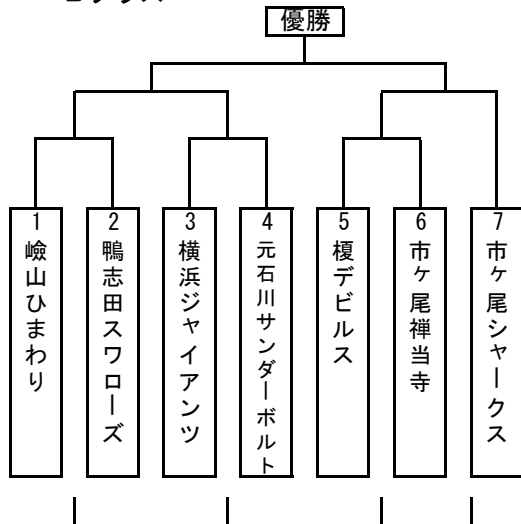 優勝
1 嶮山ひまわり
2 鴨志田スワローズ
3 横浜ジャイアンツ
4 元石川サンダーボルト
5 榎デビルス
6 市ヶ尾禅当寺
7 市ヶ尾シャークス